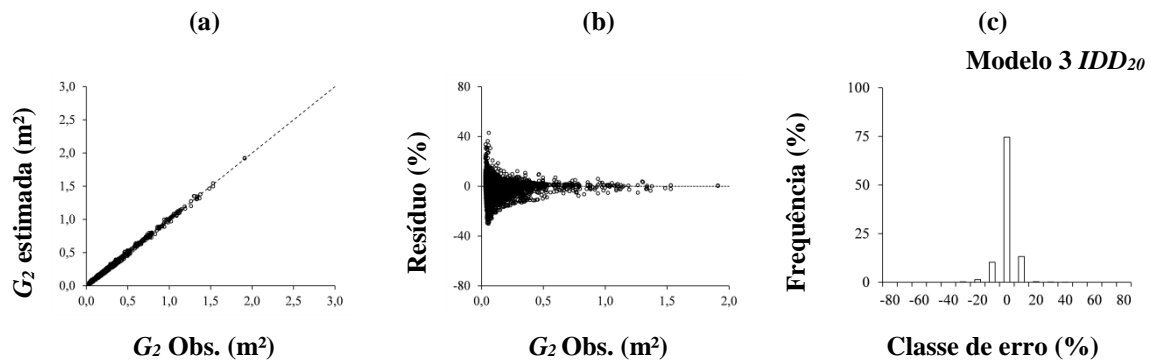 (a)
(b)
(c)
Modelo 3 IDD20
G2 estimada (m²)
3,0
2,5
2,0
1,5
1,0
0,5
0,0
0,0 0,5 1,0 1,5 2,0 2,5 3,0
G2 Obs. (m²)
Resíduo (%)
80
40
0
-40
-80
0,0 0,5 1,0 1,5 2,0
G2 Obs. (m²)
Frequência (%)
100
75
50
25
0
-80 -60 -40 -20 0 20 40 60 80
Classe de erro (%)